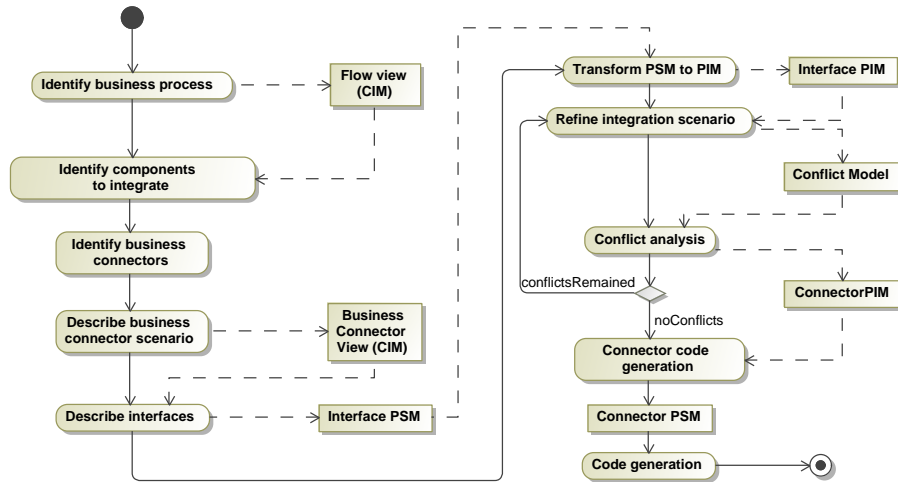 Identify business process
Flow view
(CIM)
Identify components
to integrate
Identify business
connectors
Describe business
connector scenario
Business
Connector
View (CIM)
Describe interfaces
Interface PSM
Transform PSM to PIM
Interface PIM
Refine integration scenario
Conflict Model
Conflict analysis
conflictsRemained
ConnectorPIM
noConflicts
Connector code
generation
Connector PSM
Code generation